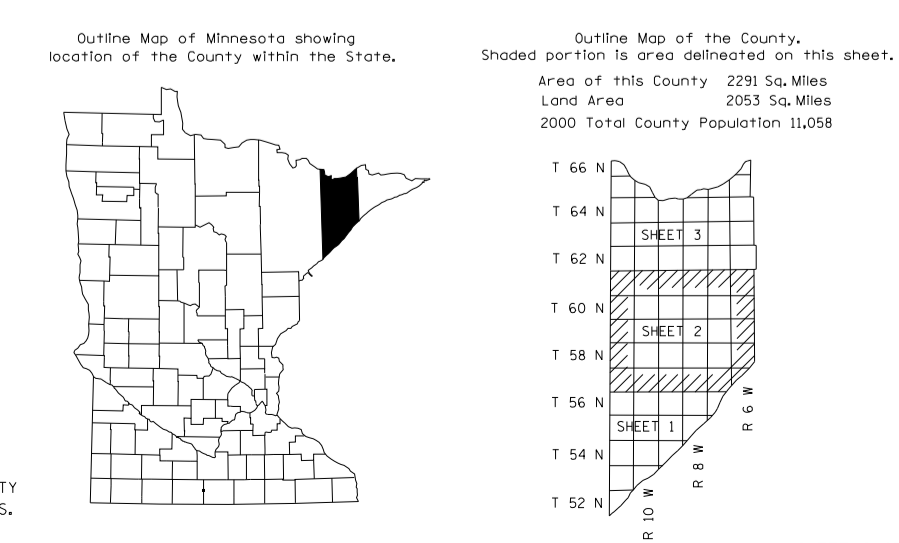 Outline Map of Minnesota showing
location of the County within the State.
Outline Map of the County.
Shaded portion is area delineated on this sheet.
Area of this County 2291 Sq. Miles
Land Area 2053 Sq. Miles
2000 Total County Population 11,058
T 66 N
T 64 N
SHEET 3
T 62 N
T 60 N
SHEET 2
T 58 N
T 56 N
R 6 W
SHEET 1
T 54 N
R 8 W
T 52 N
R 10 W
TY
S.